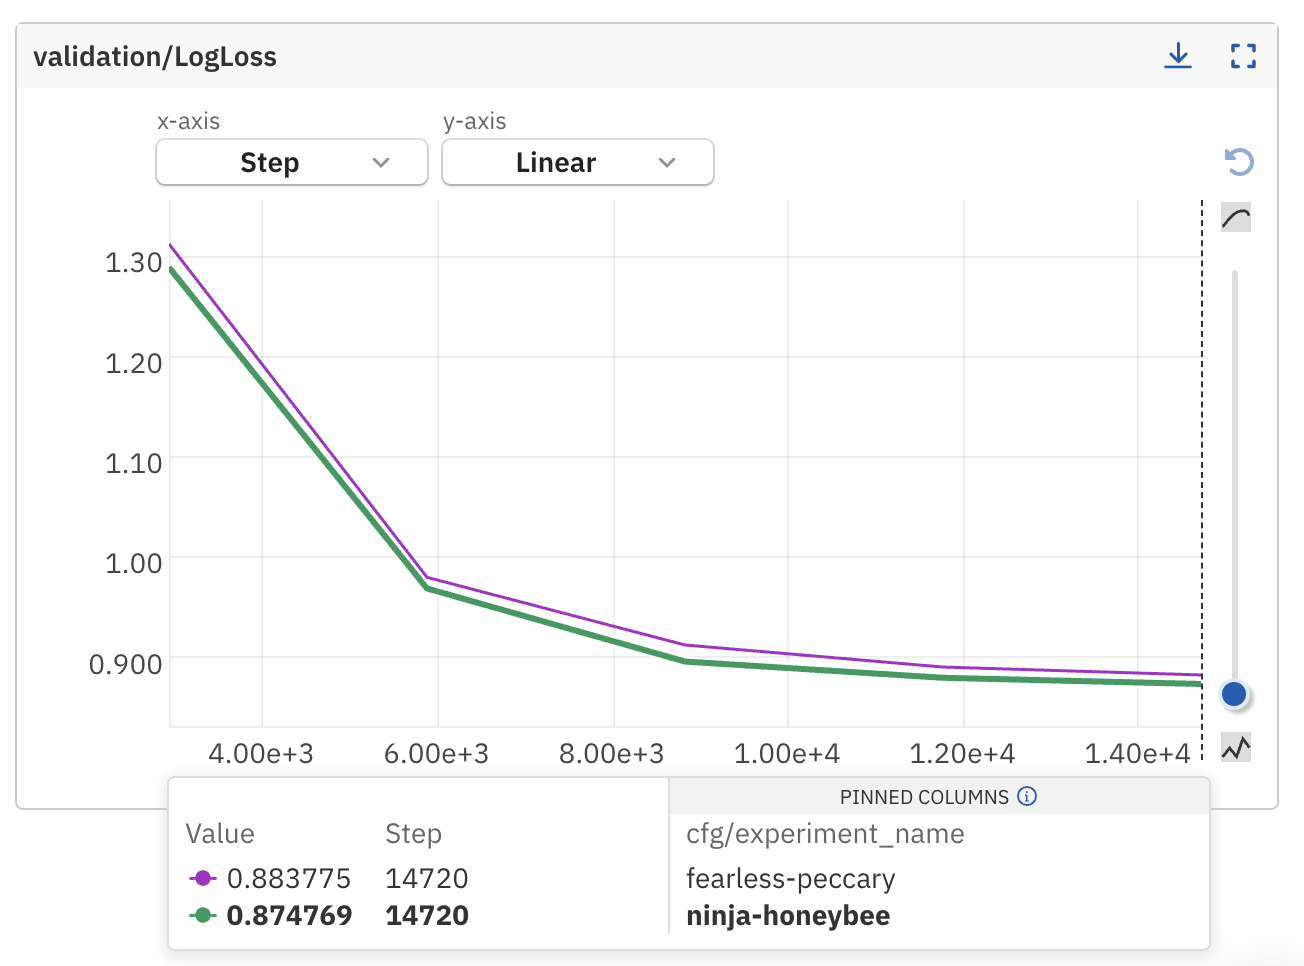 validation/LogLoss
x-axis y-axis
Step Linear
1.30
1.20
1.10
1.00
0.900
4.00e+3 6.00e+3 8.00e+3 1.00e+4 1.20e+4 1.40e+4
PINNED COLUMNS
Value Step cfg/experiment_name
0.883775 14720 fearless-peccary
0.874769 14720 ninja-honeybee